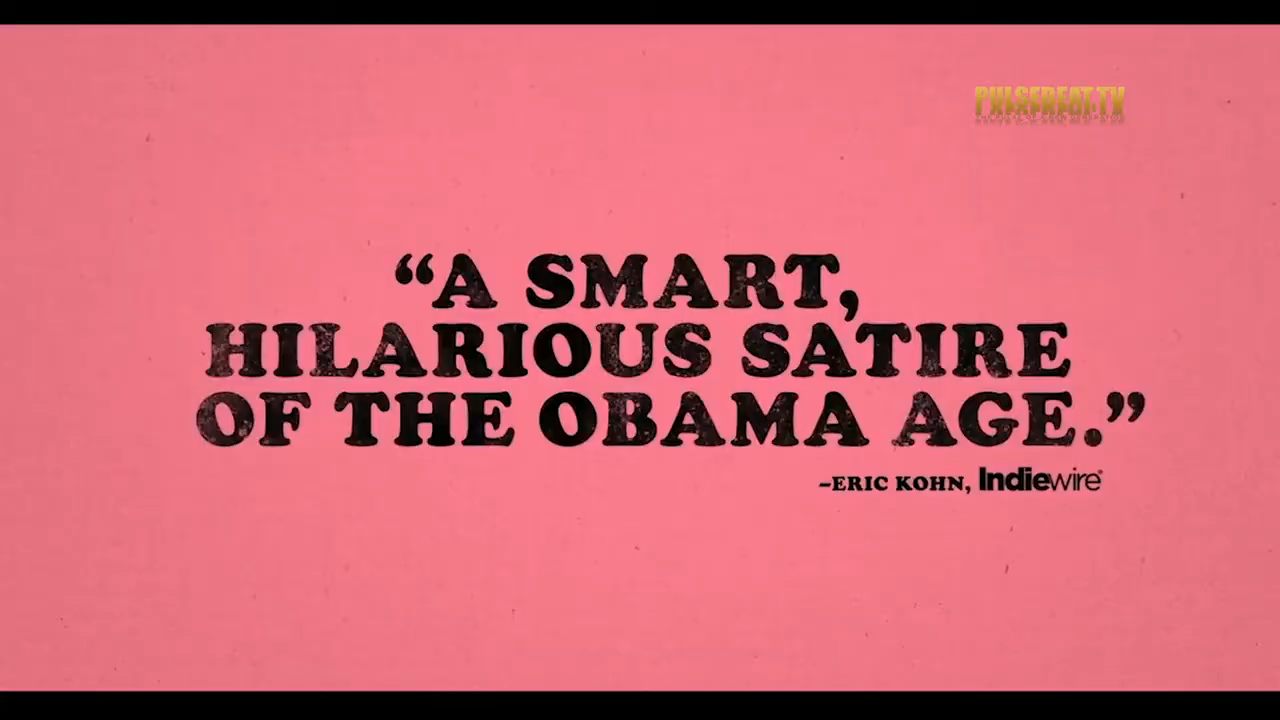 PULSEBEAT.TV
“A SMART,
HILARIOUS SATIRE
OF THE OBAMA AGE.”
–ERIC KOHN, Indiewire